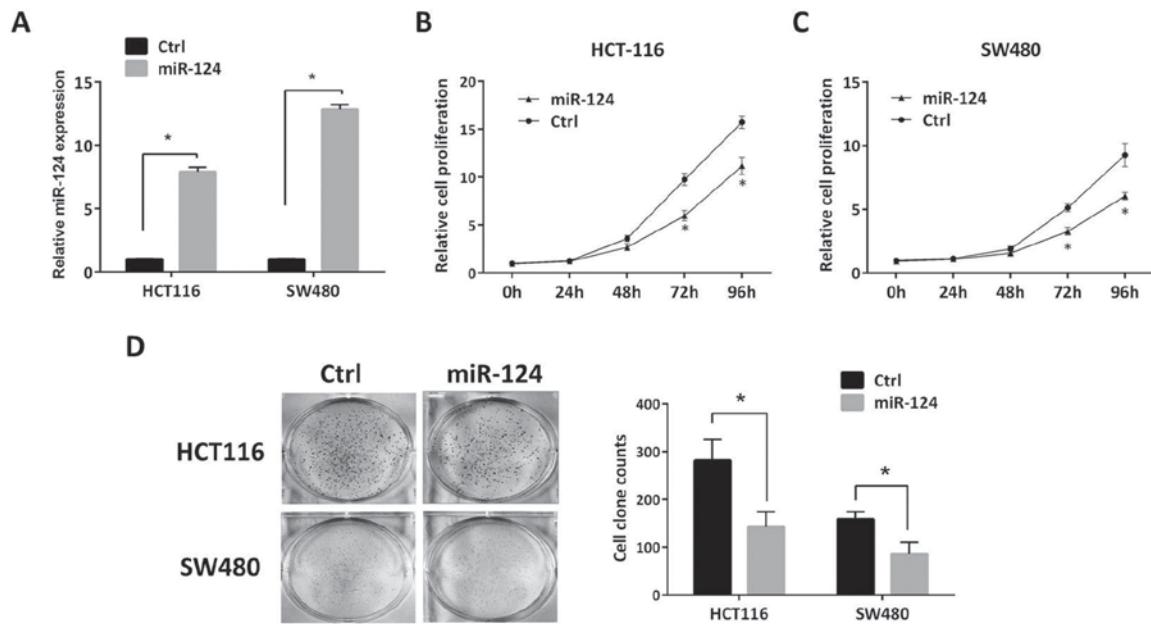 A
Ctrl
miR-124
Relative miR-124 expression
15
10
5
0
*
*
HCT116
SW480
B
HCT-116
Relative cell proliferation
20
15
10
5
0
miR-124
Ctrl
*
*
0h 24h 48h 72h 96h
C
SW480
Relative cell proliferation
15
10
5
0
miR-124
Ctrl
*
*
0h 24h 48h 72h 96h
D
Ctrl
miR-124
HCT116
SW480
Ctrl
miR-124
Cell clone counts
400
300
200
100
0
*
*
HCT116
SW480